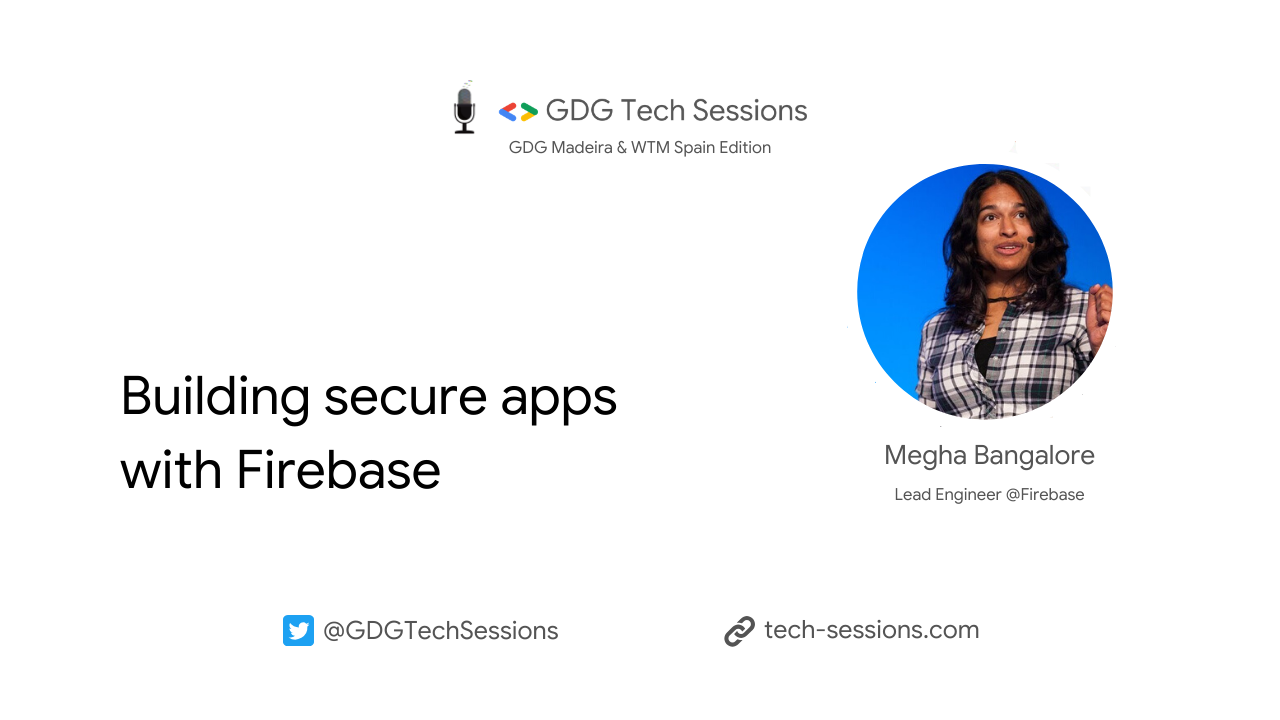 GDG Tech Sessions
GDG Madeira & WTM Spain Edition
Building secure apps
with Firebase
Megha Bangalore
Lead Engineer @Firebase
@GDGTechSessions
tech-sessions.com